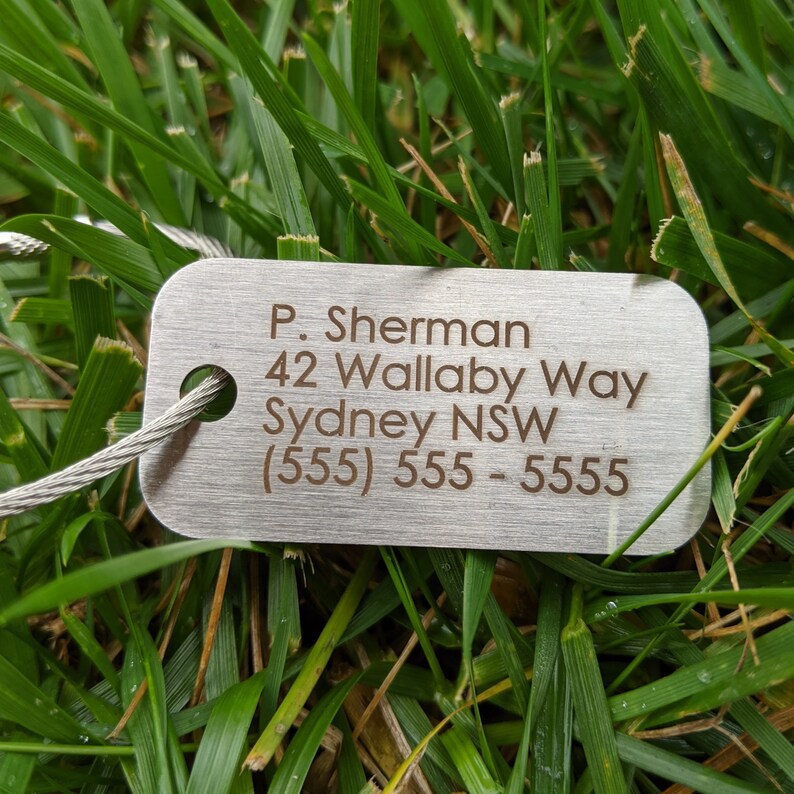 P. Sherman
42 Wallaby Way
Sydney NSW
(555) 555 - 5555